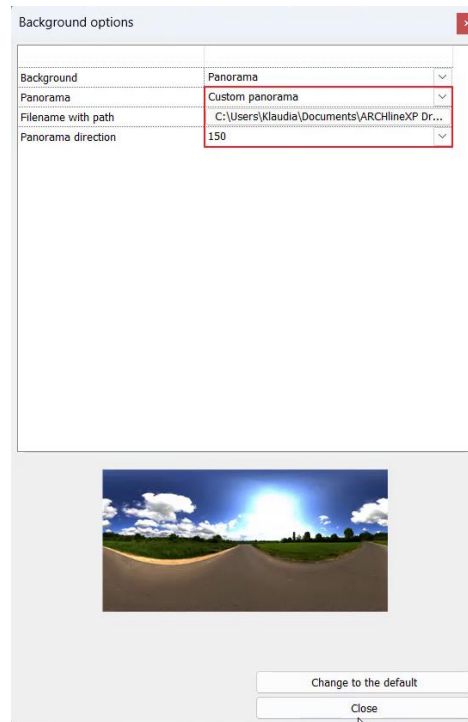 Background options
Background Panorama
Panorama Custom panorama
Filename with path C:\Users\Klaudia\Documents\ARCHlineXP Dr...
Panorama direction 150
Change to the default
Close